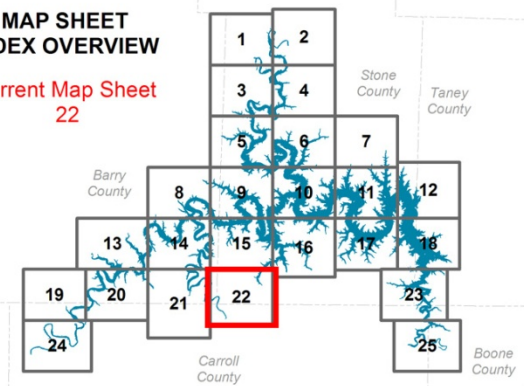 MAP SHEET
DEX OVERVIEW
rrent Map Sheet
22
1 2
Stone
County
Taney
County
3 4
5 6 7
Barry
County
8 9 10 11 12
13 14 15 16 17 18
19 20 21 22 23
24 25
Carroll
County
Boone
County